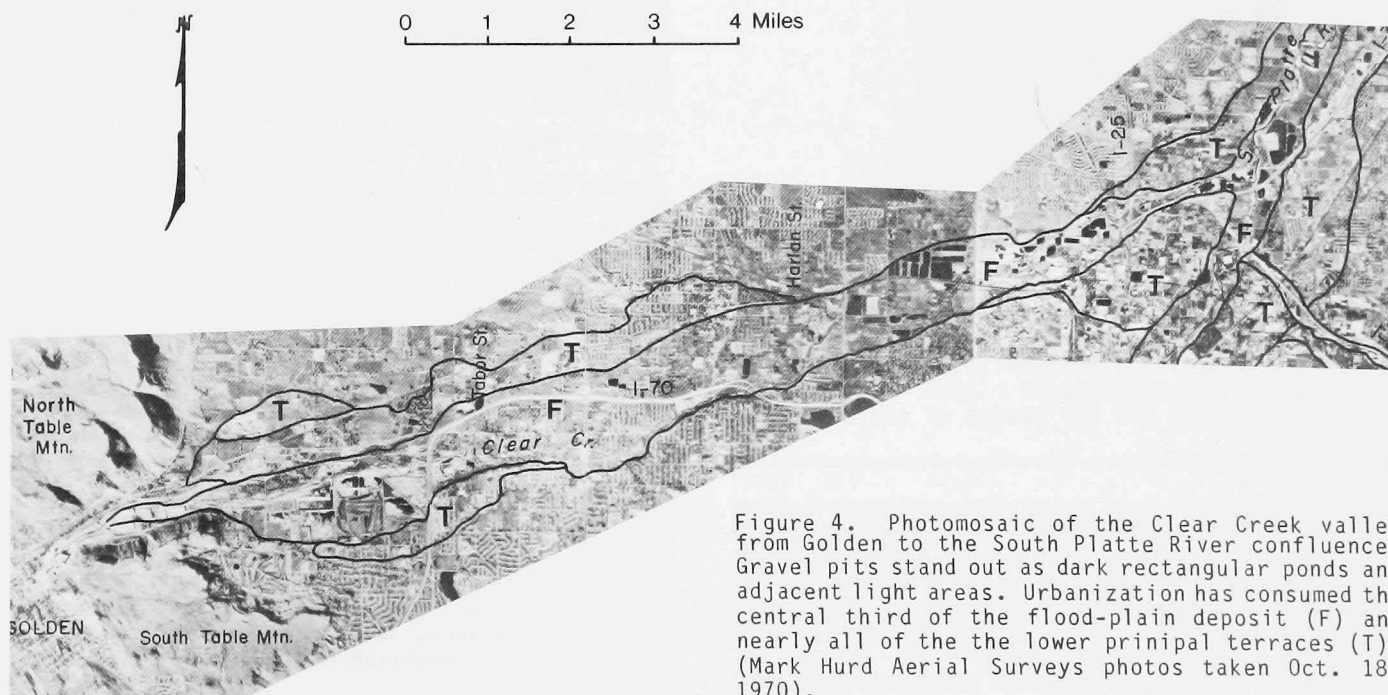 N
0 1 2 3 4 Miles
S. Platte R.
I-25
T
T
Harlan St.
F
F
T
T
Tabor St.
T
I-70
F
North
Table
Mtn.
T
Clear Cr.
T
GOLDEN
South Table Mtn.
Figure 4. Photomosaic of the Clear Creek valle
from Golden to the South Platte River confluence
Gravel pits stand out as dark rectangular ponds an
adjacent light areas. Urbanization has consumed th
central third of the flood-plain deposit (F) an
nearly all of the the lower prinipal terraces (T)
(Mark Hurd Aerial Surveys photos taken Oct. 18
1970).